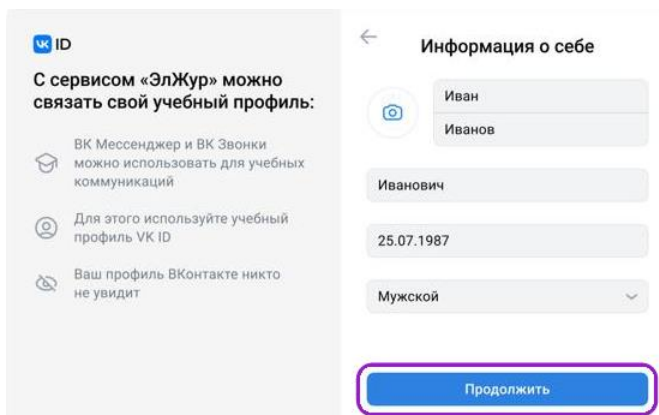 VK ID
С сервисом «ЭлЖур» можно
связать свой учебный профиль:
ВК Мессенджер и ВК Звонки
можно использовать для учебных
коммуникаций
Для этого используйте учебный
профиль VK ID
Ваш профиль ВКонтакте никто
не увидит
Информация о себе
Иван
Иванов
Иванович
25.07.1987
Мужской
Продолжить